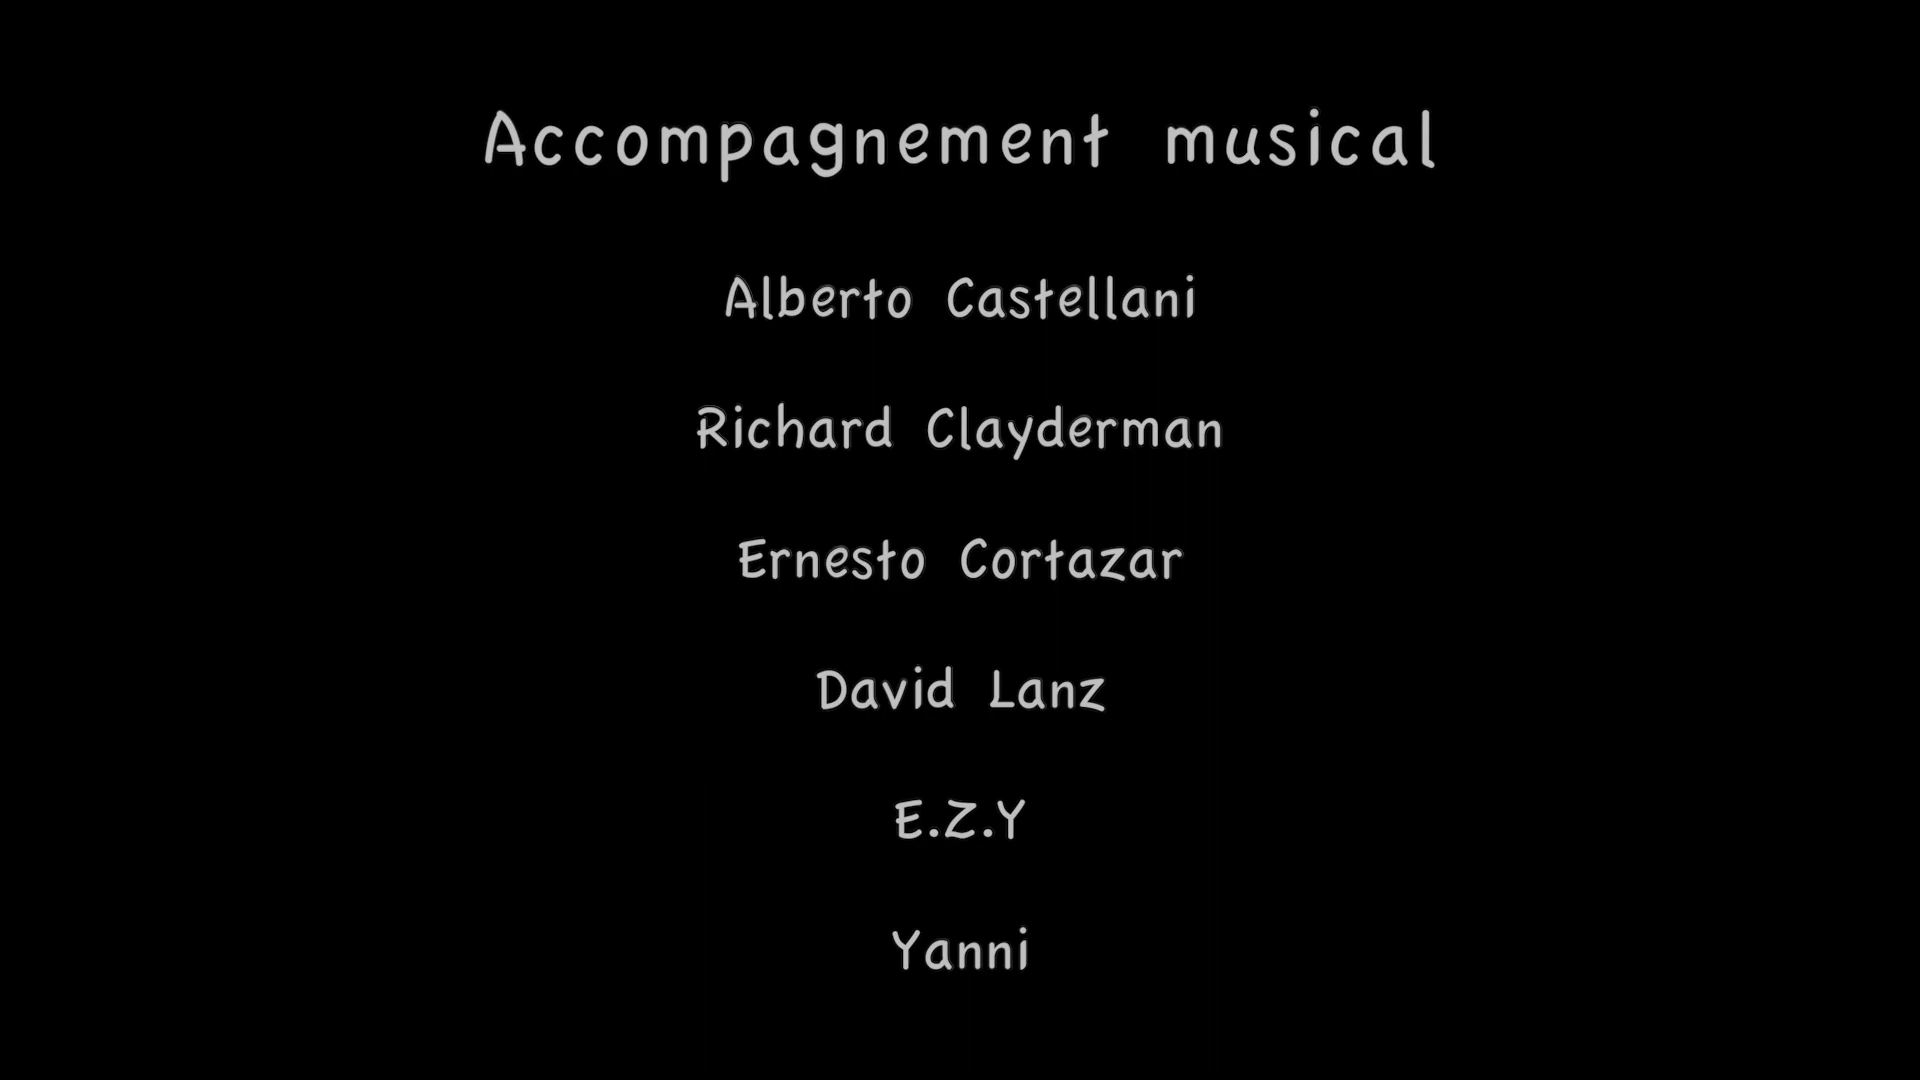 Accompagnement musical
Alberto Castellani
Richard Clayderman
Ernesto Cortazar
David Lanz
E.Z.Y
Yanni